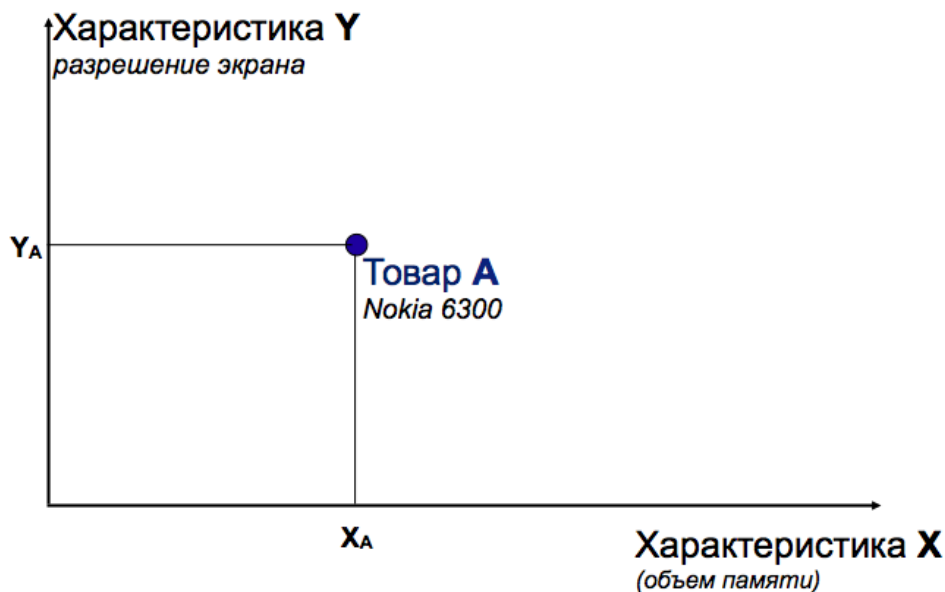 Характеристика Y
разрешение экрана
YA
Товар A
Nokia 6300
XA
Характеристика X
(объем памяти)